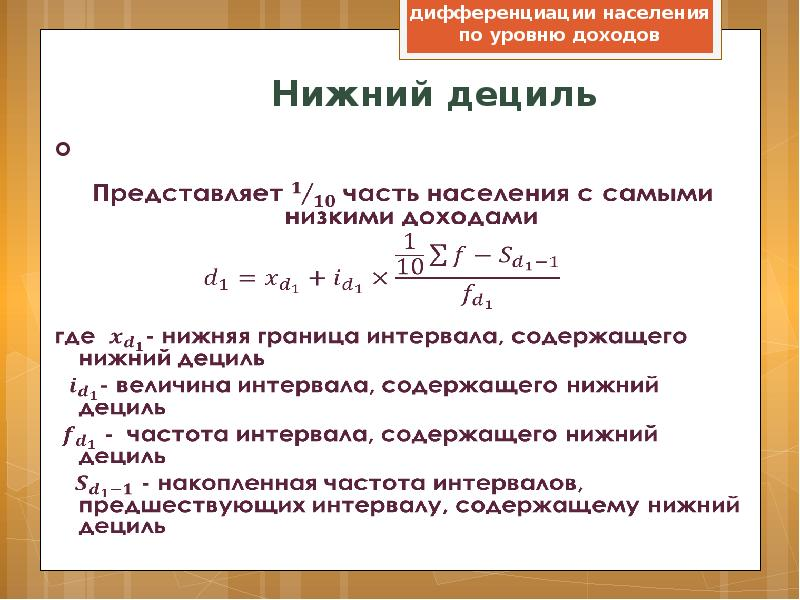 дифференциации населения
по уровню доходов
Нижний дециль
Представляет 1/10 часть населения с самыми
низкими доходами
d₁ = x_{d₁} + i_{d₁} × (1/10 ∑ f − S_{d₁−1}) / f_{d₁}
где x_{d₁}- нижняя граница интервала, содержащего
нижний дециль
i_{d₁}- величина интервала, содержащего нижний
дециль
f_{d₁} - частота интервала, содержащего нижний
дециль
S_{d₁−1} - накопленная частота интервалов,
предшествующих интервалу, содержащему нижний
дециль